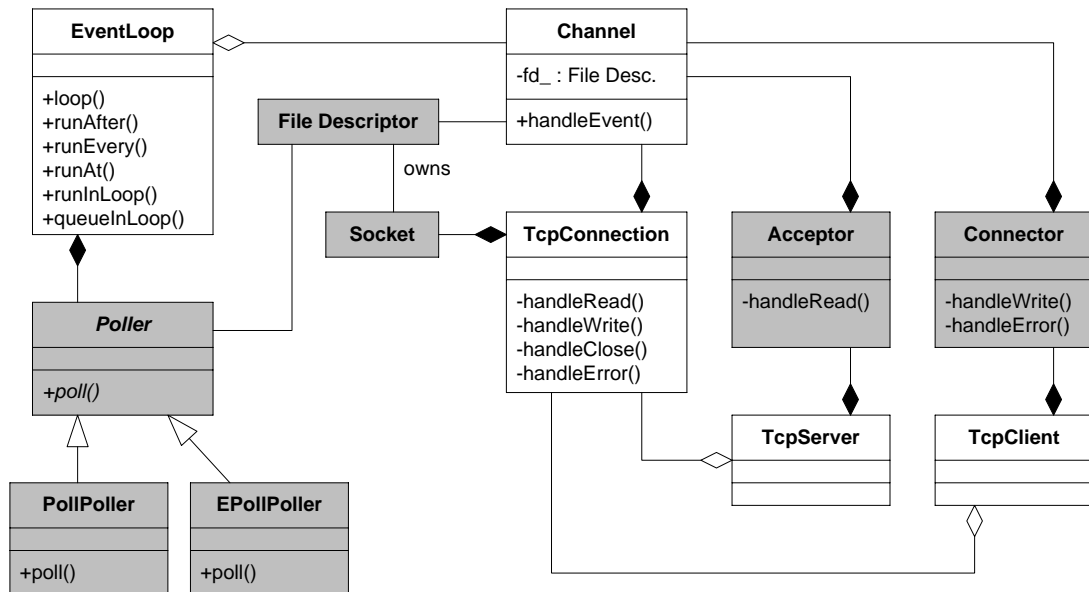 EventLoop
+loop()
+runAfter()
+runEvery()
+runAt()
+runInLoop()
+queueInLoop()
Channel
-fd_ : File Desc.
+handleEvent()
File Descriptor
owns
Socket
TcpConnection
-handleRead()
-handleWrite()
-handleClose()
-handleError()
Acceptor
-handleRead()
Connector
-handleWrite()
-handleError()
Poller
+poll()
TcpServer
TcpClient
PollPoller
+poll()
EPollPoller
+poll()